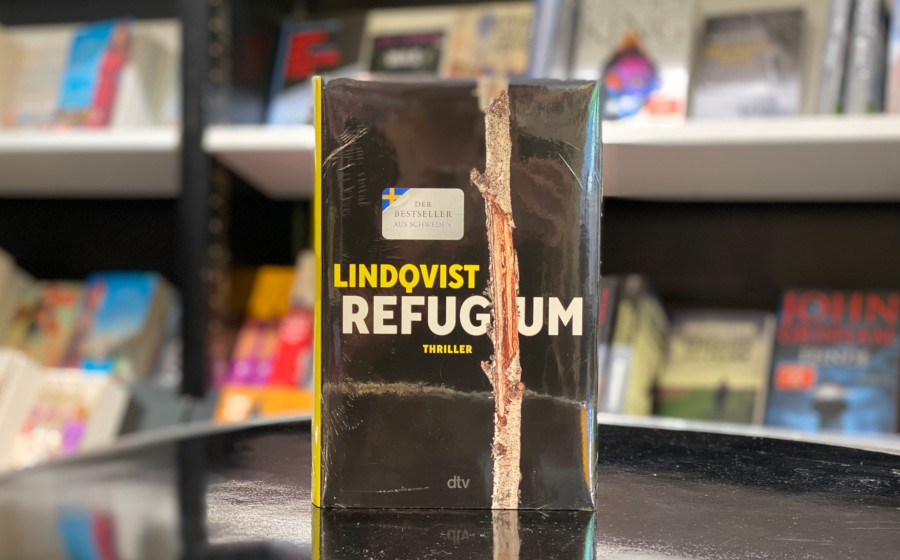 DER
BESTSELLER
AUS SCHWEDEN
LINDQVIST
REFUGIUM
THRILLER
dtv
JOHN